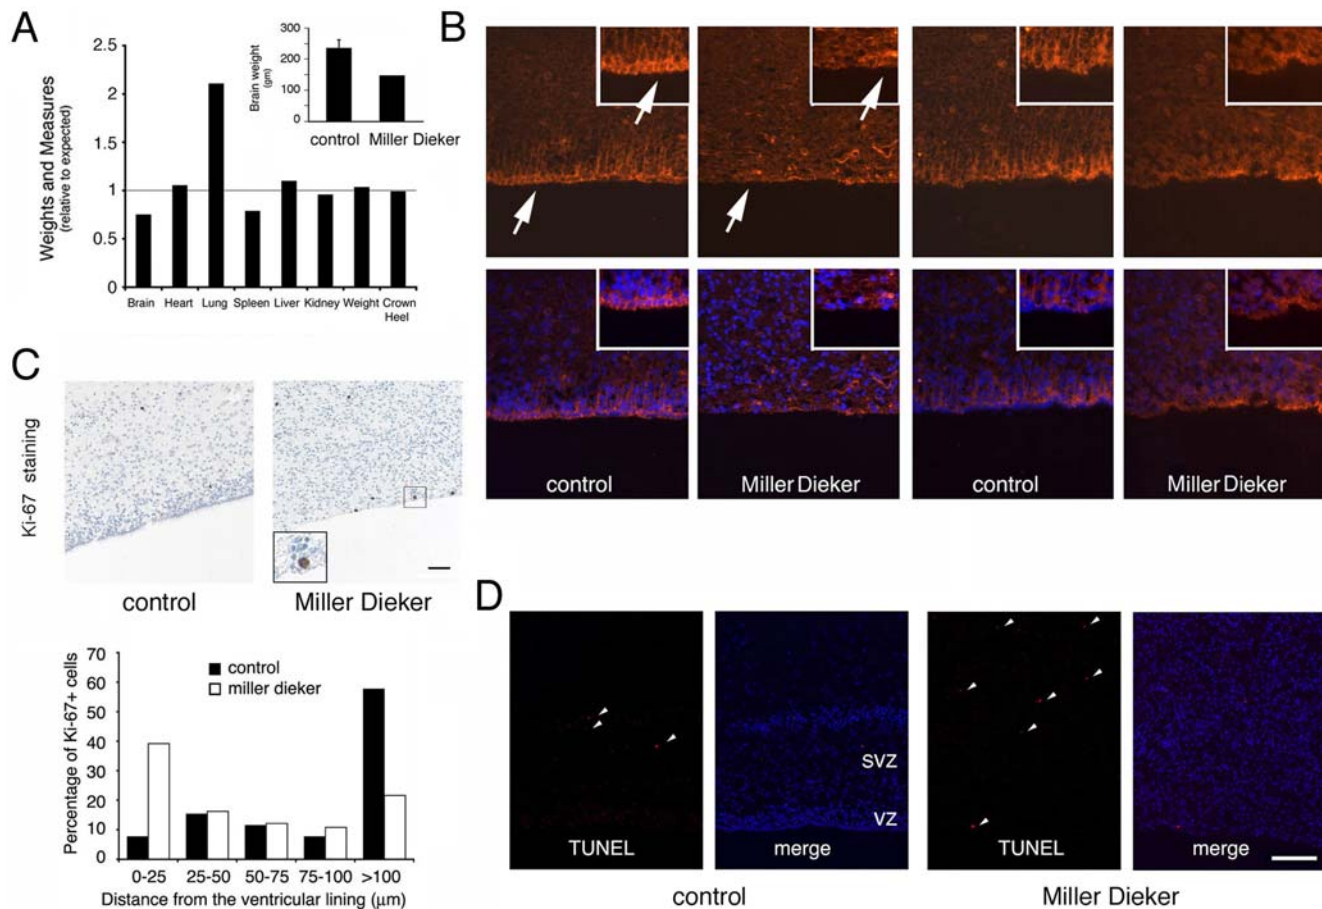 A
Weights and Measures
(relative to expected)
2.5
2
1.5
1
0.5
0
Brain Heart Lung Spleen Liver Kidney Weight Crown
Heel
Brain weight
(gm)
300
200
100
0
control Miller Dieker
B
control Miller Dieker control Miller Dieker
C
Ki-67 staining
control Miller Dieker
Percentage of Ki-67+ cells
70
60
50
40
30
20
10
0
control
miller dieker
0-25 25-50 50-75 75-100 >100
Distance from the ventricular lining (μm)
D
SVZ
VZ
TUNEL merge TUNEL merge
control Miller Dieker